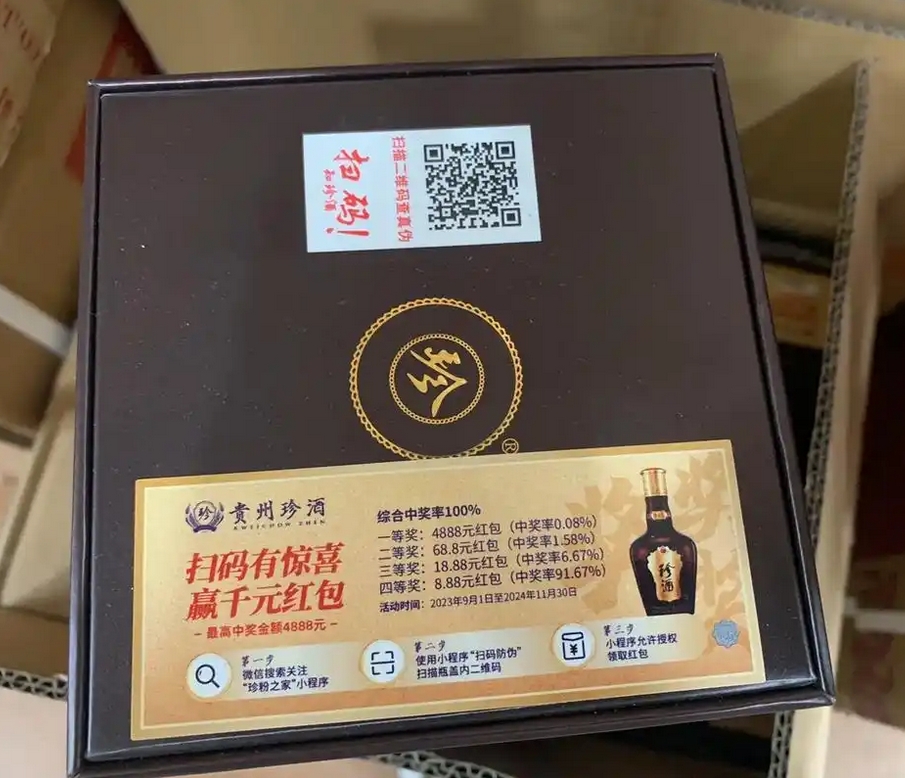 扫描二维码查真伪
扫码!
知珍酒
珍
®
珍
貴州珍酒
KWEICHOW ZHEN
扫码有惊喜
赢千元红包
- 最高中奖金额4888元 -
综合中奖率100%
一等奖：4888元红包（中奖率0.08%）
二等奖：68.8元红包（中奖率1.58%）
三等奖：18.88元红包（中奖率6.67%）
四等奖：8.88元红包（中奖率91.67%）
活动时间：2023年9月1日至2024年11月30日
珍酒
第一步
微信搜索关注
“珍粉之家”小程序
第二步
使用小程序“扫码防伪”
扫描瓶盖内二维码
¥
第三步
小程序允许授权
领取红包